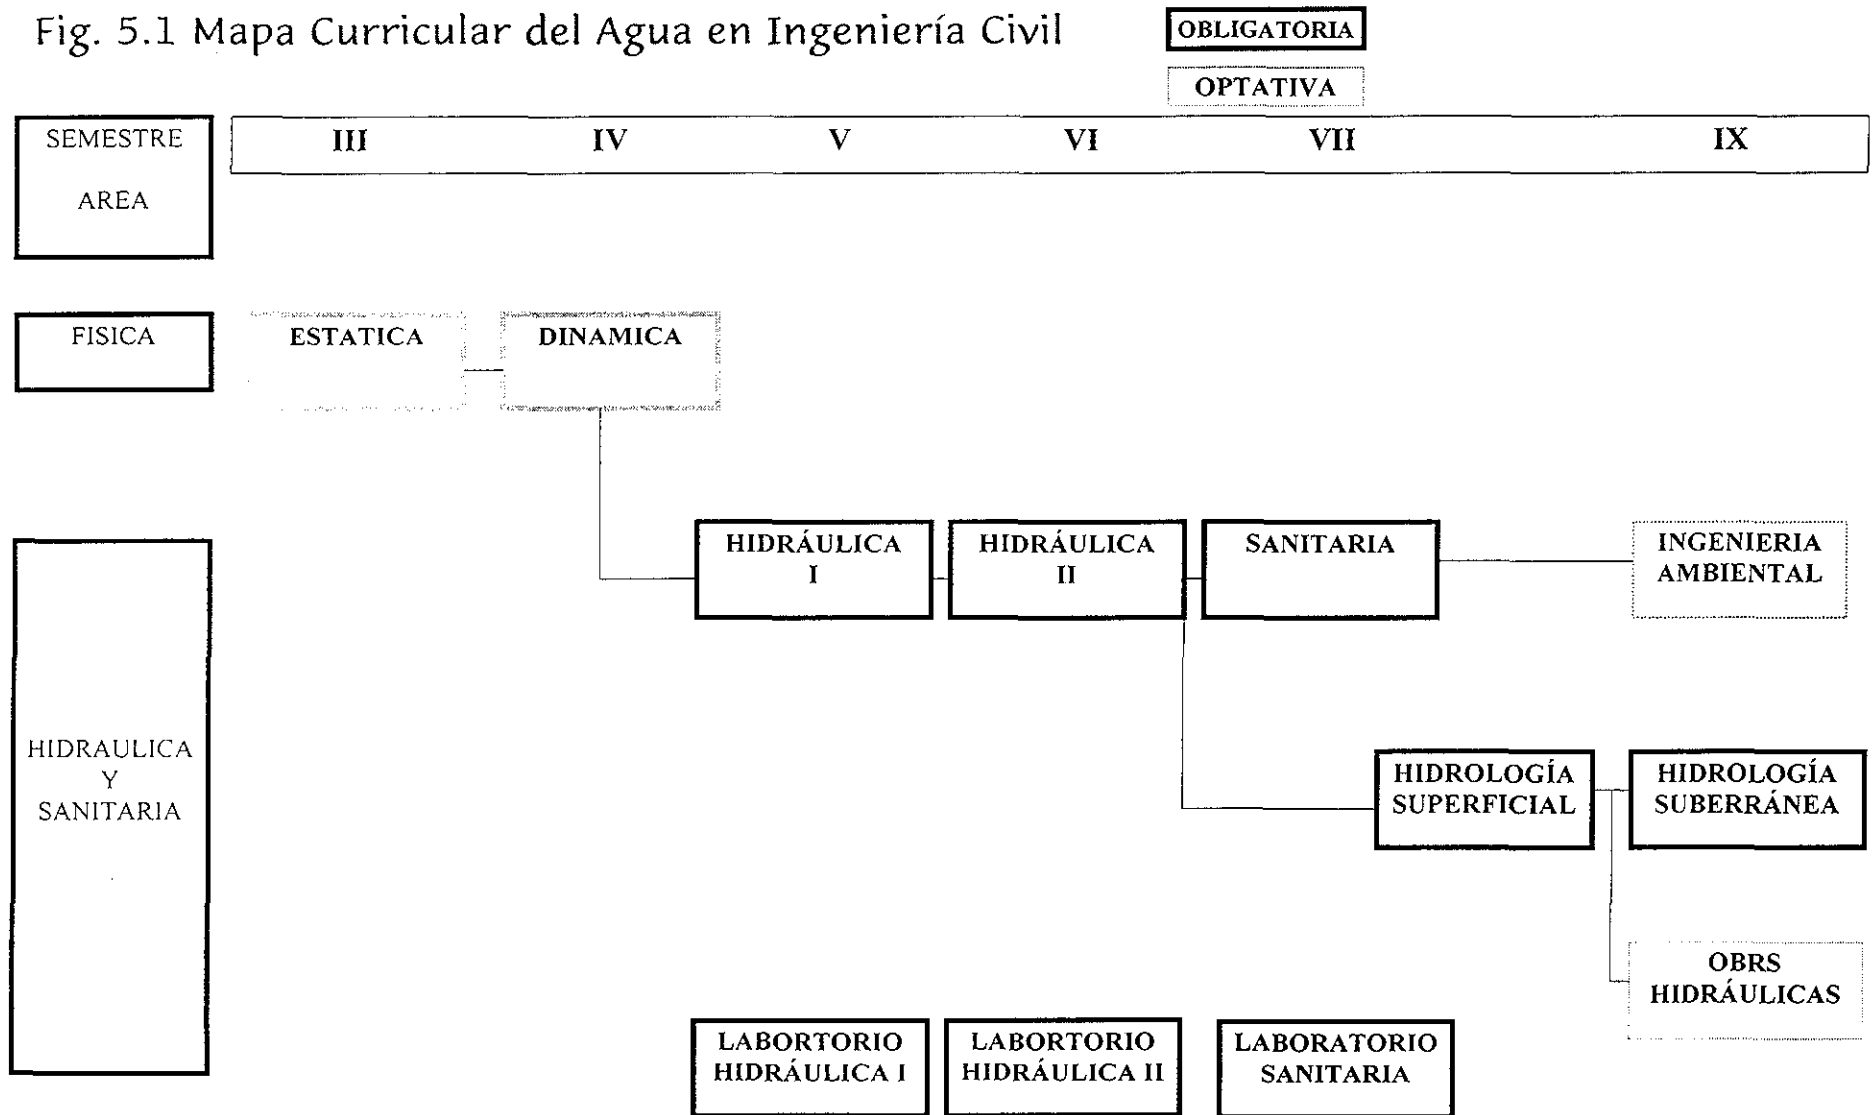 Fig. 5.1 Mapa Curricular del Agua en Ingeniería Civil
OBLIGATORIA
OPTATIVA
SEMESTRE
AREA
III IV V VI VII IX
FISICA
ESTATICA
DINAMICA
HIDRAULICA
Y
SANITARIA
HIDRÁULICA
I
HIDRÁULICA
II
SANITARIA
INGENIERIA
AMBIENTAL
HIDROLOGÍA
SUPERFICIAL
HIDROLOGÍA
SUBERRÁNEA
OBRS
HIDRÁULICAS
LABORTORIO
HIDRÁULICA I
LABORTORIO
HIDRÁULICA II
LABORATORIO
SANITARIA